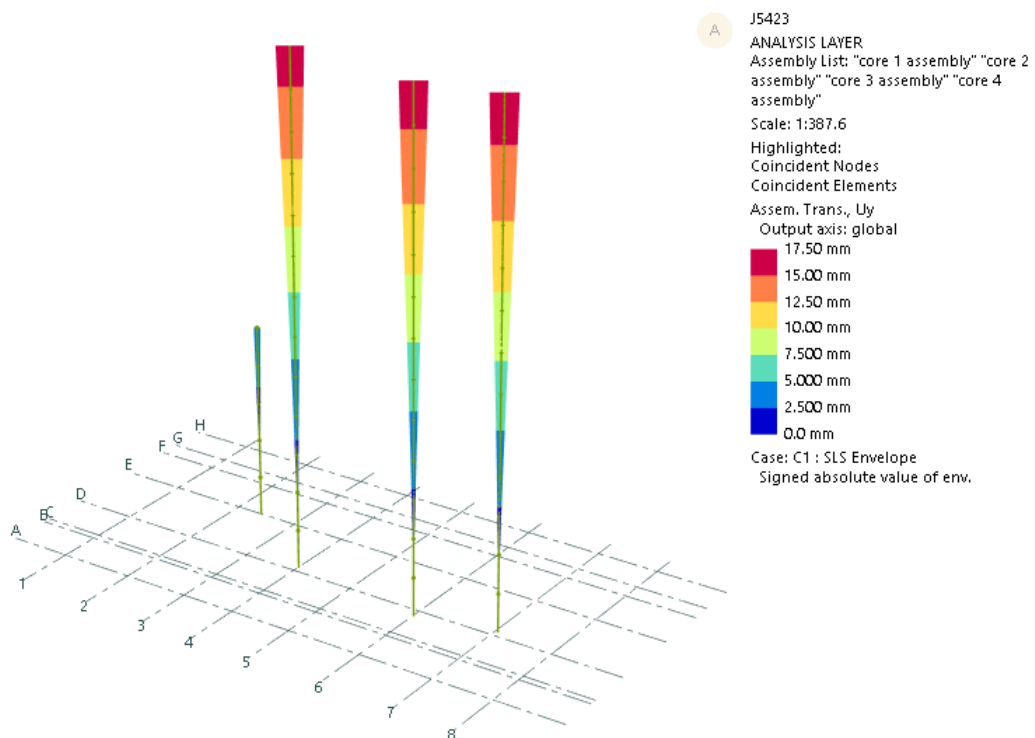 A
J5423
ANALYSIS LAYER
Assembly List: "core 1 assembly" "core 2
assembly" "core 3 assembly" "core 4
assembly"
Scale: 1:387.6
Highlighted:
Coincident Nodes
Coincident Elements
Assem. Trans., Uy
Output axis: global
17.50 mm
15.00 mm
12.50 mm
10.00 mm
7.500 mm
5.000 mm
2.500 mm
0.0 mm
Case: C1 : SLS Envelope
Signed absolute value of env.
H
G
F
E
D
C
B
A
1
2
3
4
5
6
7
8